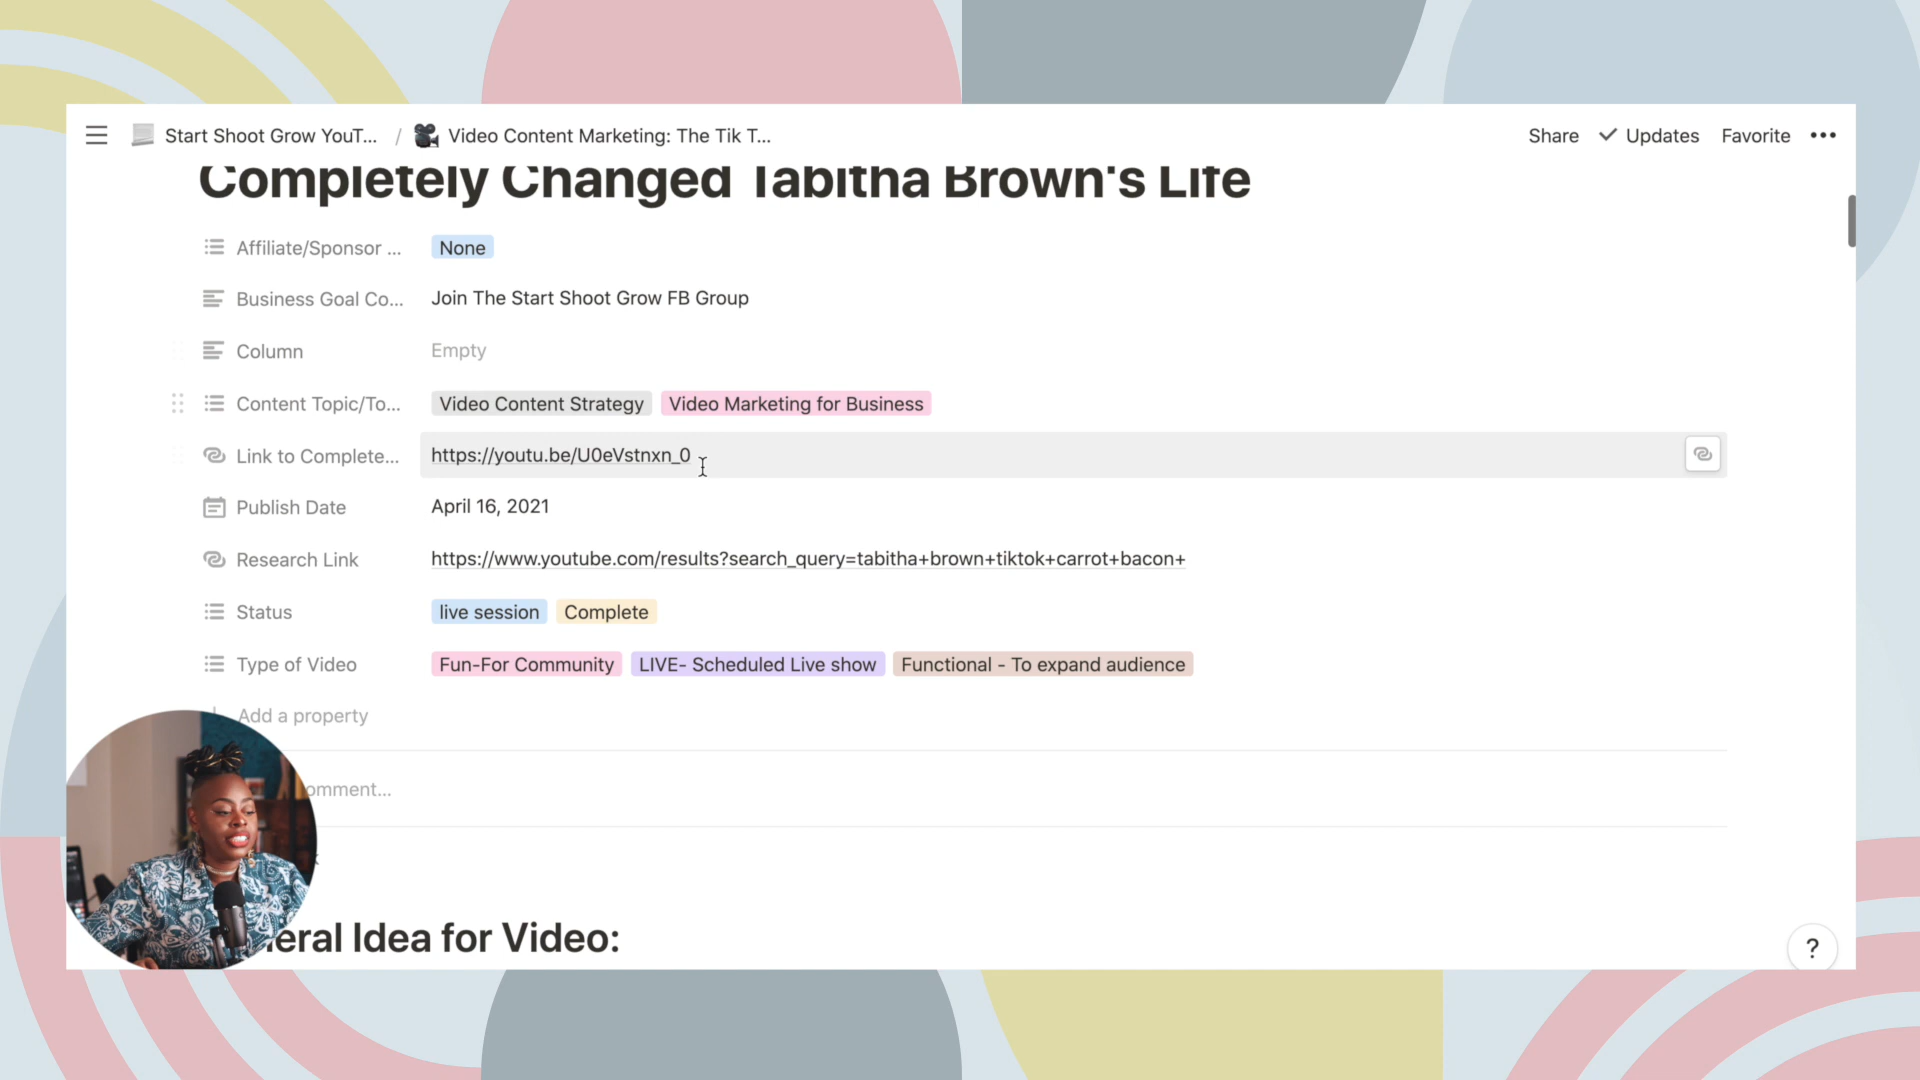 Start Shoot Grow YouT... / Video Content Marketing: The Tik T... Share Updates Favorite
Completely Changed Tabitha Brown's Life
Affiliate/Sponsor ... None
Business Goal Co... Join The Start Shoot Grow FB Group
Column Empty
Content Topic/To... Video Content Strategy Video Marketing for Business
Link to Complete... https://youtu.be/U0eVstnxn_0
Publish Date April 16, 2021
Research Link https://www.youtube.com/results?search_query=tabitha+brown+tiktok+carrot+bacon+
Status live session Complete
Type of Video Fun-For Community LIVE- Scheduled Live show Functional - To expand audience
Add a property
omment...
eral Idea for Video:
?